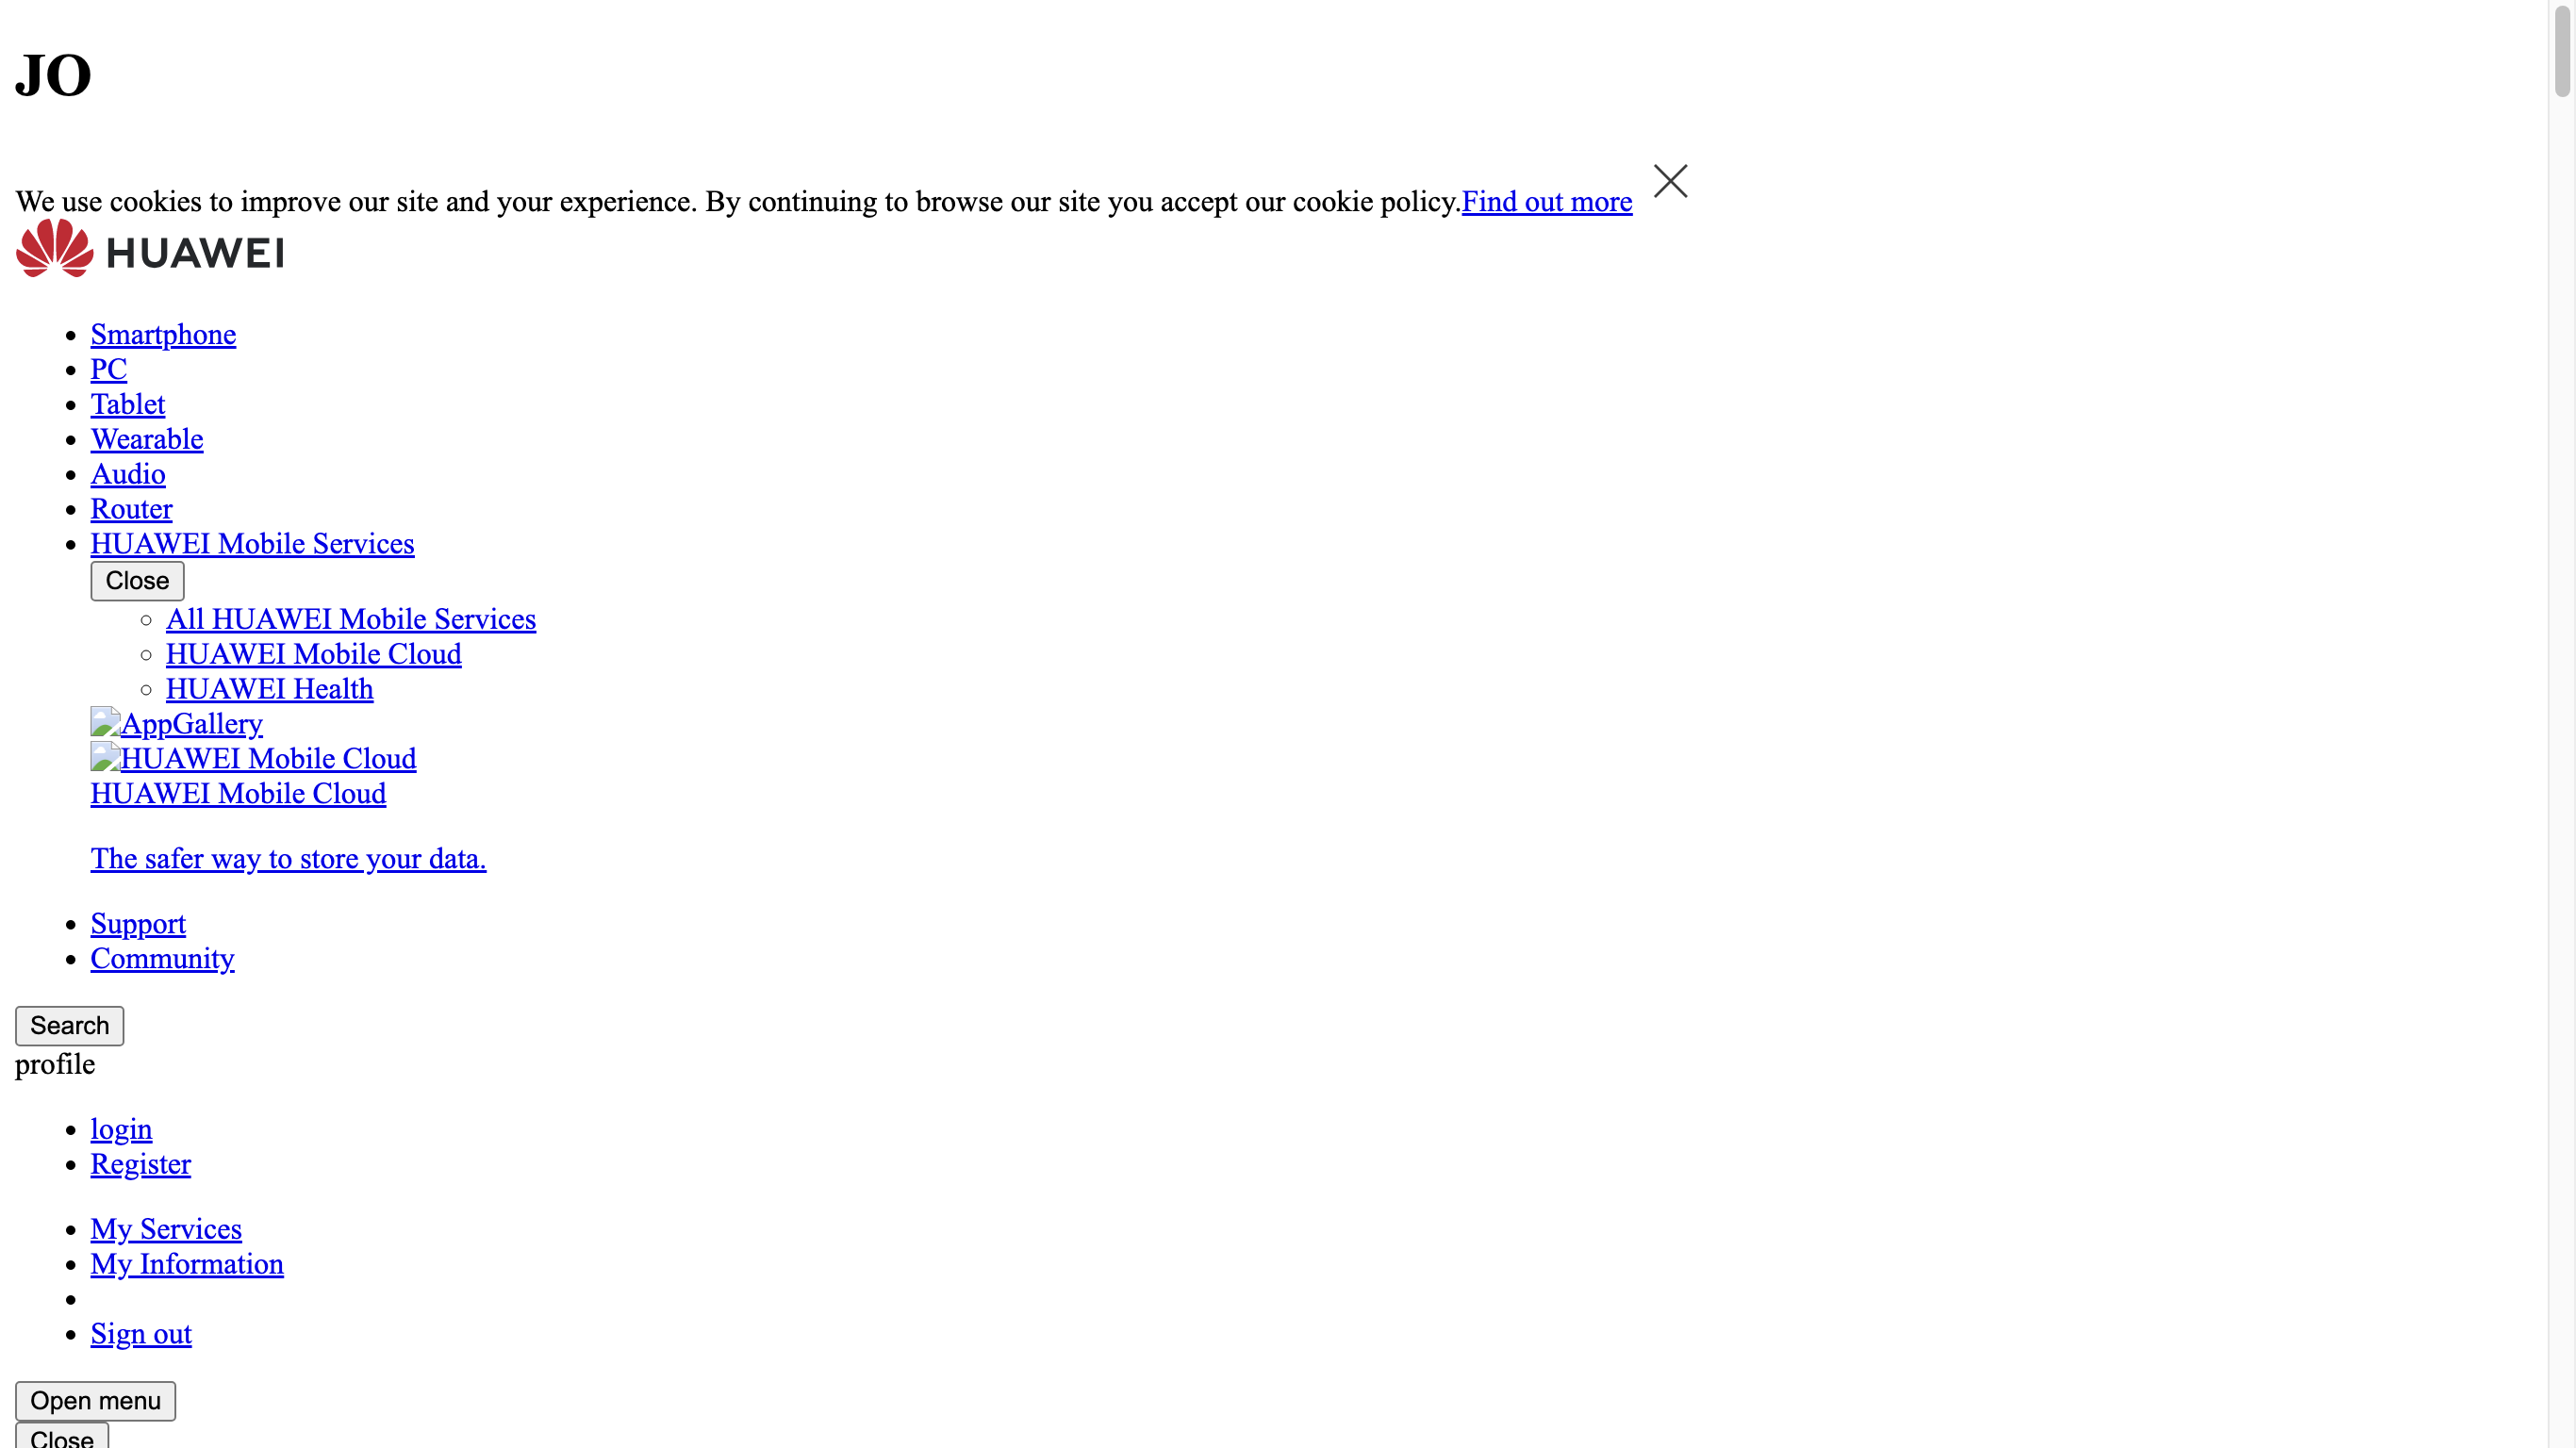 JO
We use cookies to improve our site and your experience. By continuing to browse our site you accept our cookie policy.Find out more
HUAWEI
Smartphone
PC
Tablet
Wearable
Audio
Router
HUAWEI Mobile Services
Close
All HUAWEI Mobile Services
HUAWEI Mobile Cloud
HUAWEI Health
AppGallery
HUAWEI Mobile Cloud
HUAWEI Mobile Cloud
The safer way to store your data.
Support
Community
Search
profile
login
Register
My Services
My Information
Sign out
Open menu
Close